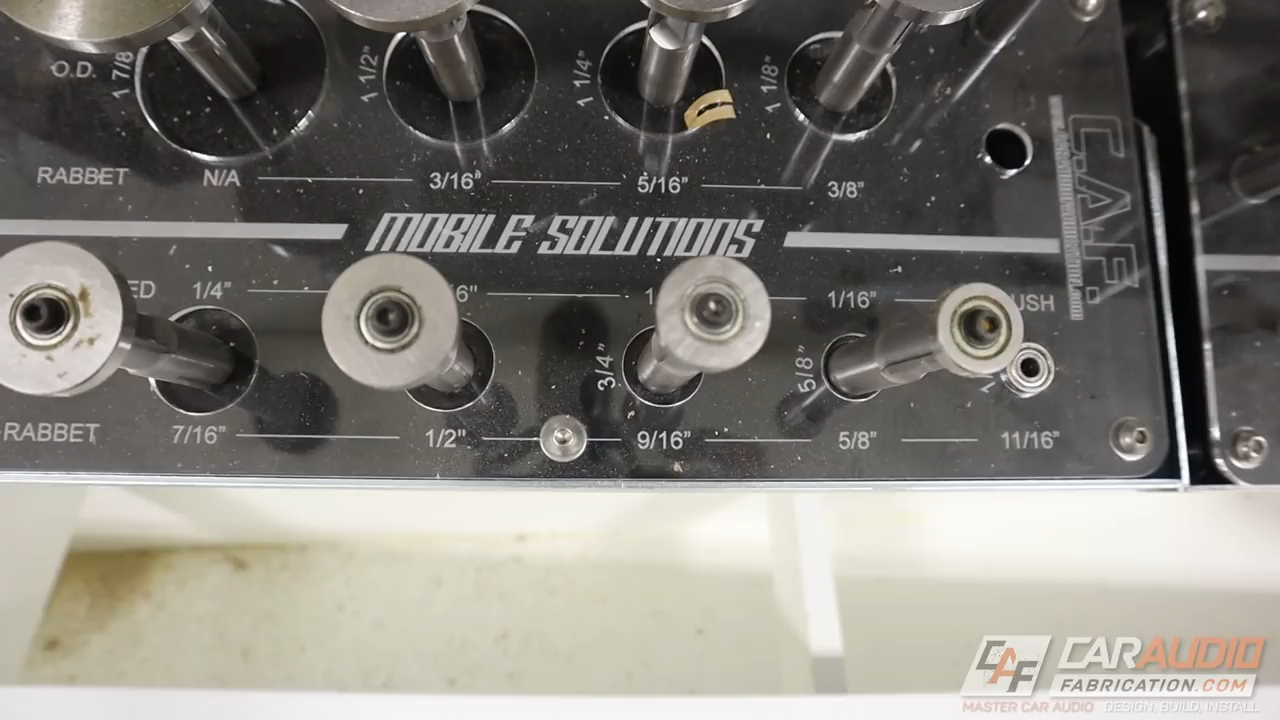 O.D. 1 7/8" 1 1/2" 1 1/4" 1 1/8"
RABBET N/A 3/16" 5/16" 3/8"
MOBILE SOLUTIONS
C.A.F.
1/4" 1/16"
3/4" 5/8"
RABBET 7/16" 1/2" 9/16" 5/8" 11/16"
CAF CARAUDIO
FABRICATION.COM
MASTER CAR AUDIO DESIGN, BUILD, INSTALL